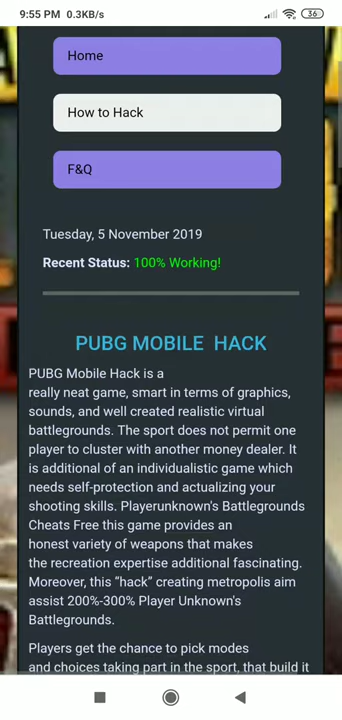 9:55 PM 0.3KB/s 36
Home
How to Hack
F&Q
Tuesday, 5 November 2019
Recent Status: 100% Working!
PUBG MOBILE HACK
PUBG Mobile Hack is a
really neat game, smart in terms of graphics,
sounds, and well created realistic virtual
battlegrounds. The sport does not permit one
player to cluster with another money dealer. It
is additional of an individualistic game which
needs self-protection and actualizing your
shooting skills. Playerunknown's Battlegrounds
Cheats Free this game provides an
honest variety of weapons that makes
the recreation expertise additional fascinating.
Moreover, this “hack” creating metropolis aim
assist 200%-300% Player Unknown's
Battlegrounds.
Players get the chance to pick modes
and choices taking part in the sport, that build it